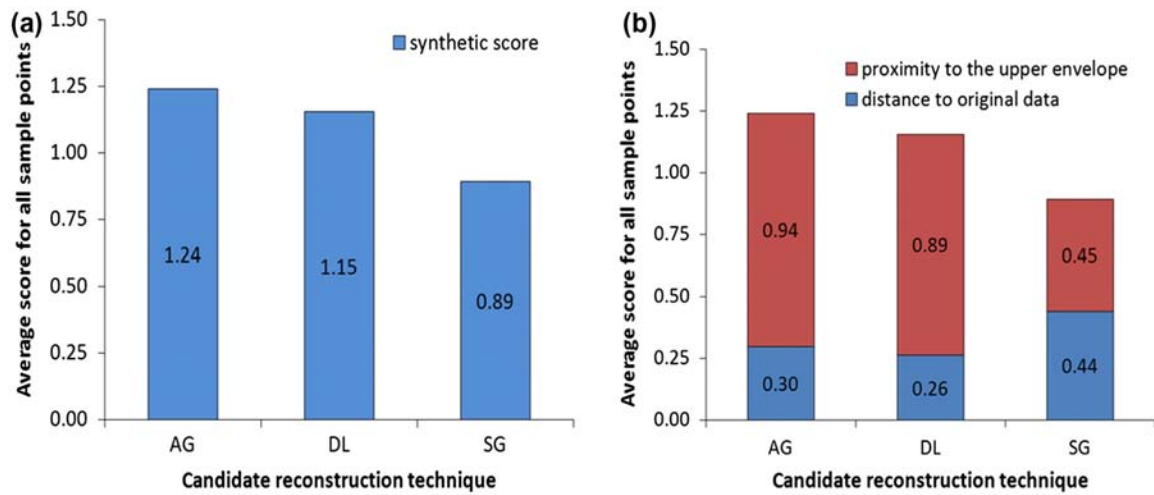 (a)
Average score for all sample points
1.50
1.25
1.00
0.75
0.50
0.25
0.00
synthetic score
1.24
1.15
0.89
AG DL SG
Candidate reconstruction technique
(b)
Average score for all sample points
1.50
1.25
1.00
0.75
0.50
0.25
0.00
proximity to the upper envelope
distance to original data
0.94
0.89
0.45
0.30
0.26
0.44
AG DL SG
Candidate reconstruction technique